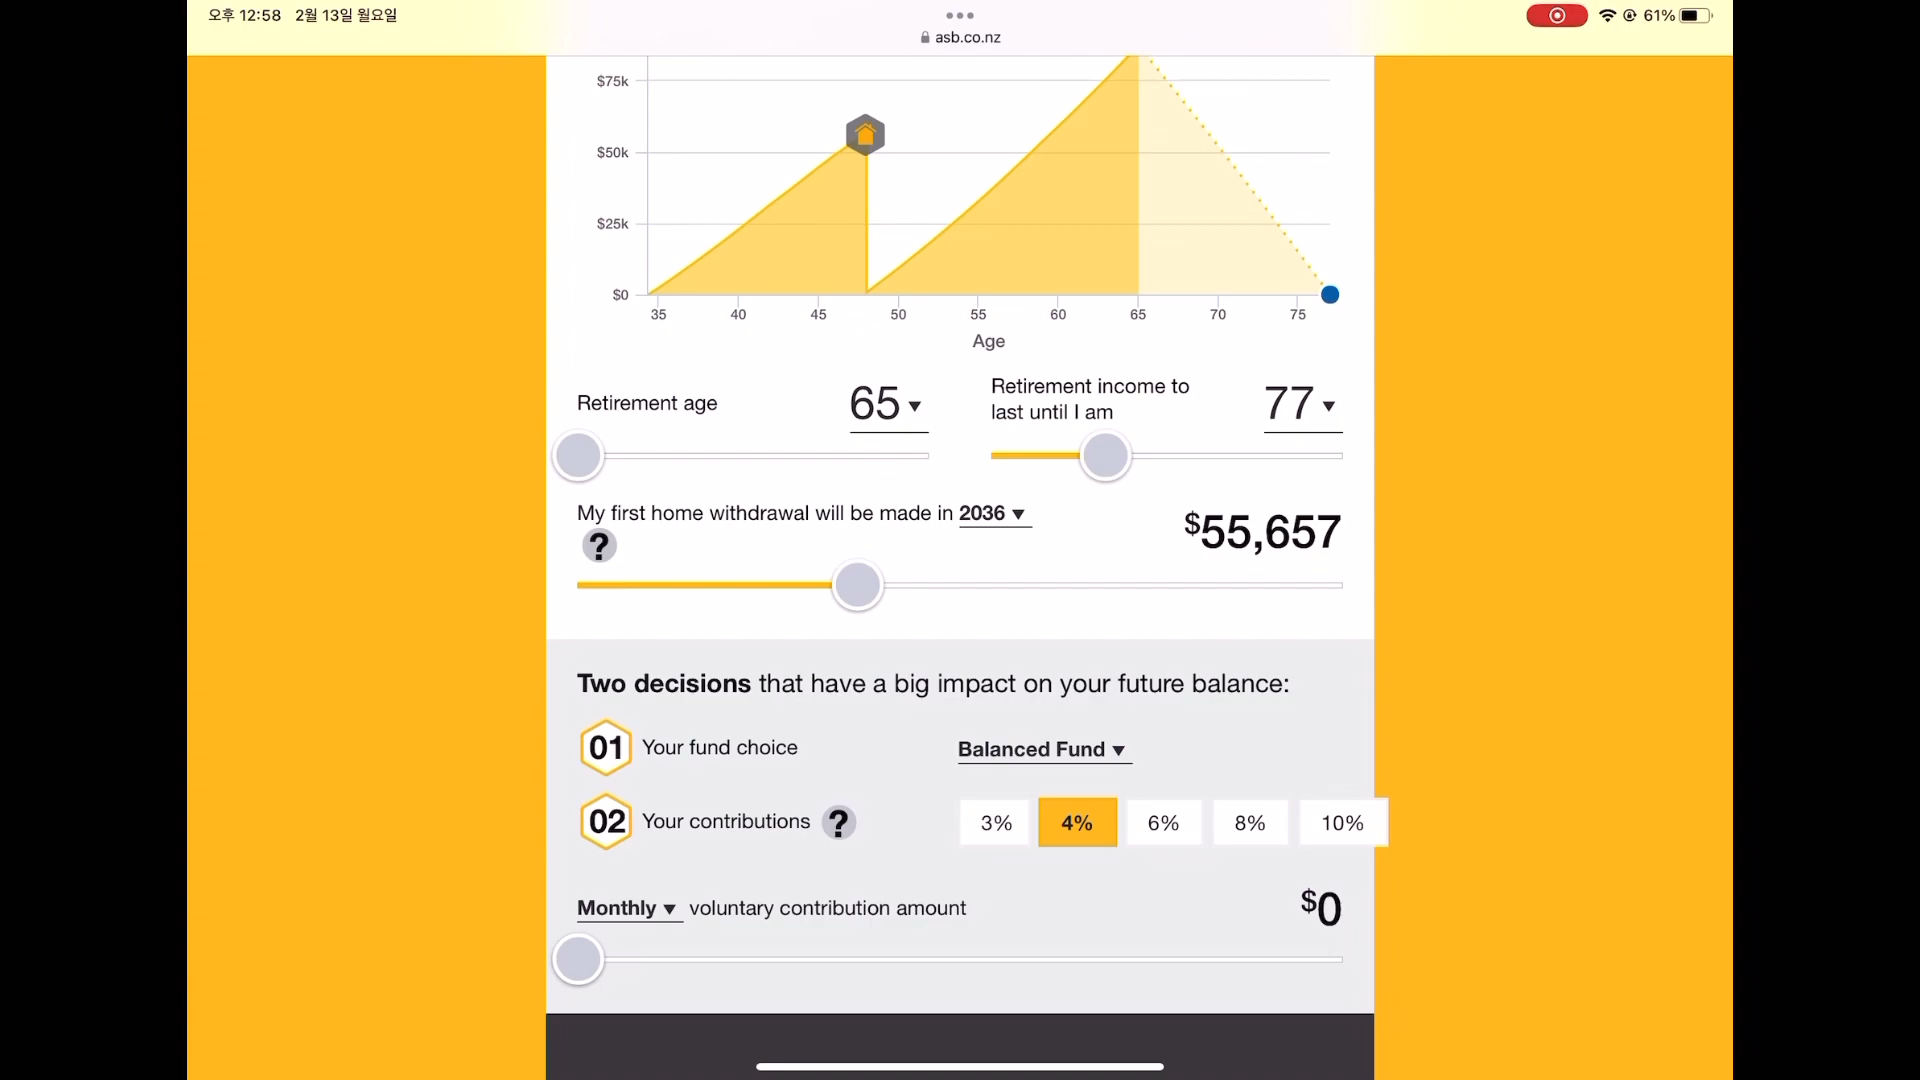 오후 12:58 2월 13일 월요일
61%
asb.co.nz
$75k
$50k
$25k
$0
35 40 45 50 55 60 65 70 75
Age
Retirement age 65
Retirement income to
last until I am 77
My first home withdrawal will be made in 2036
?
$55,657
Two decisions that have a big impact on your future balance:
01 Your fund choice Balanced Fund
02 Your contributions ? 3% 4% 6% 8% 10%
Monthly voluntary contribution amount $0